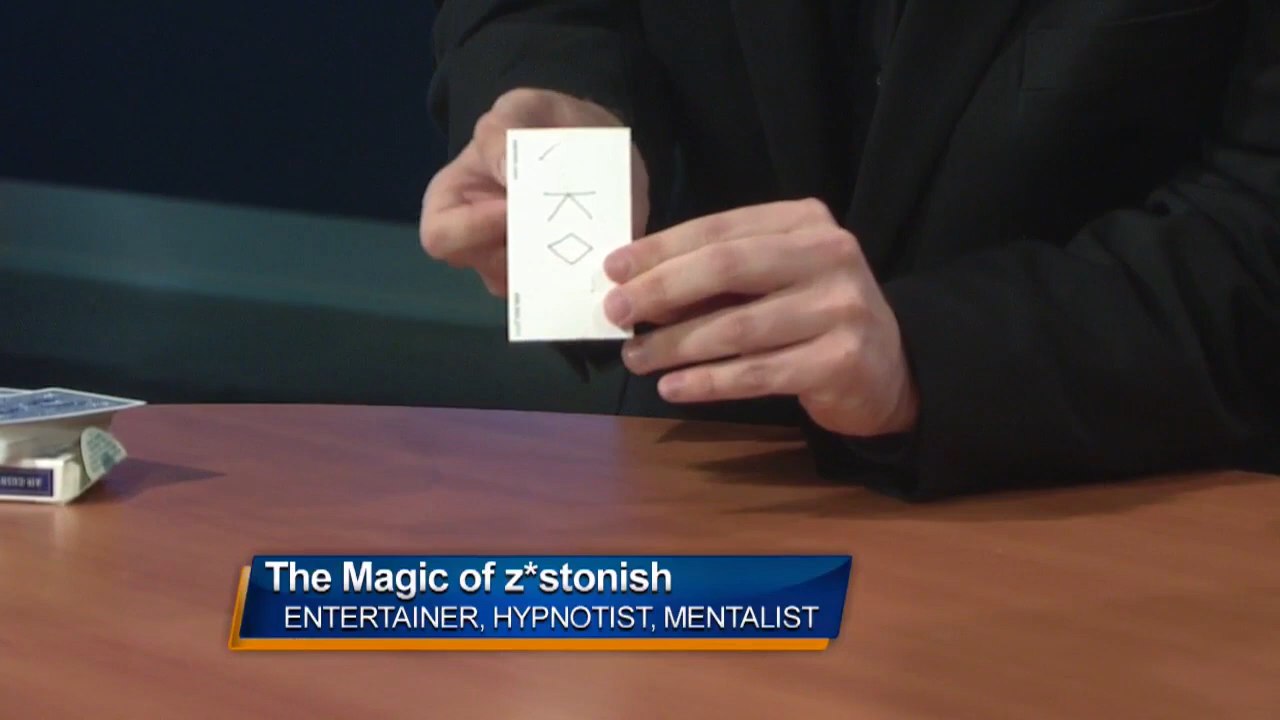 K
The Magic of z*stonish
ENTERTAINER, HYPNOTIST, MENTALIST